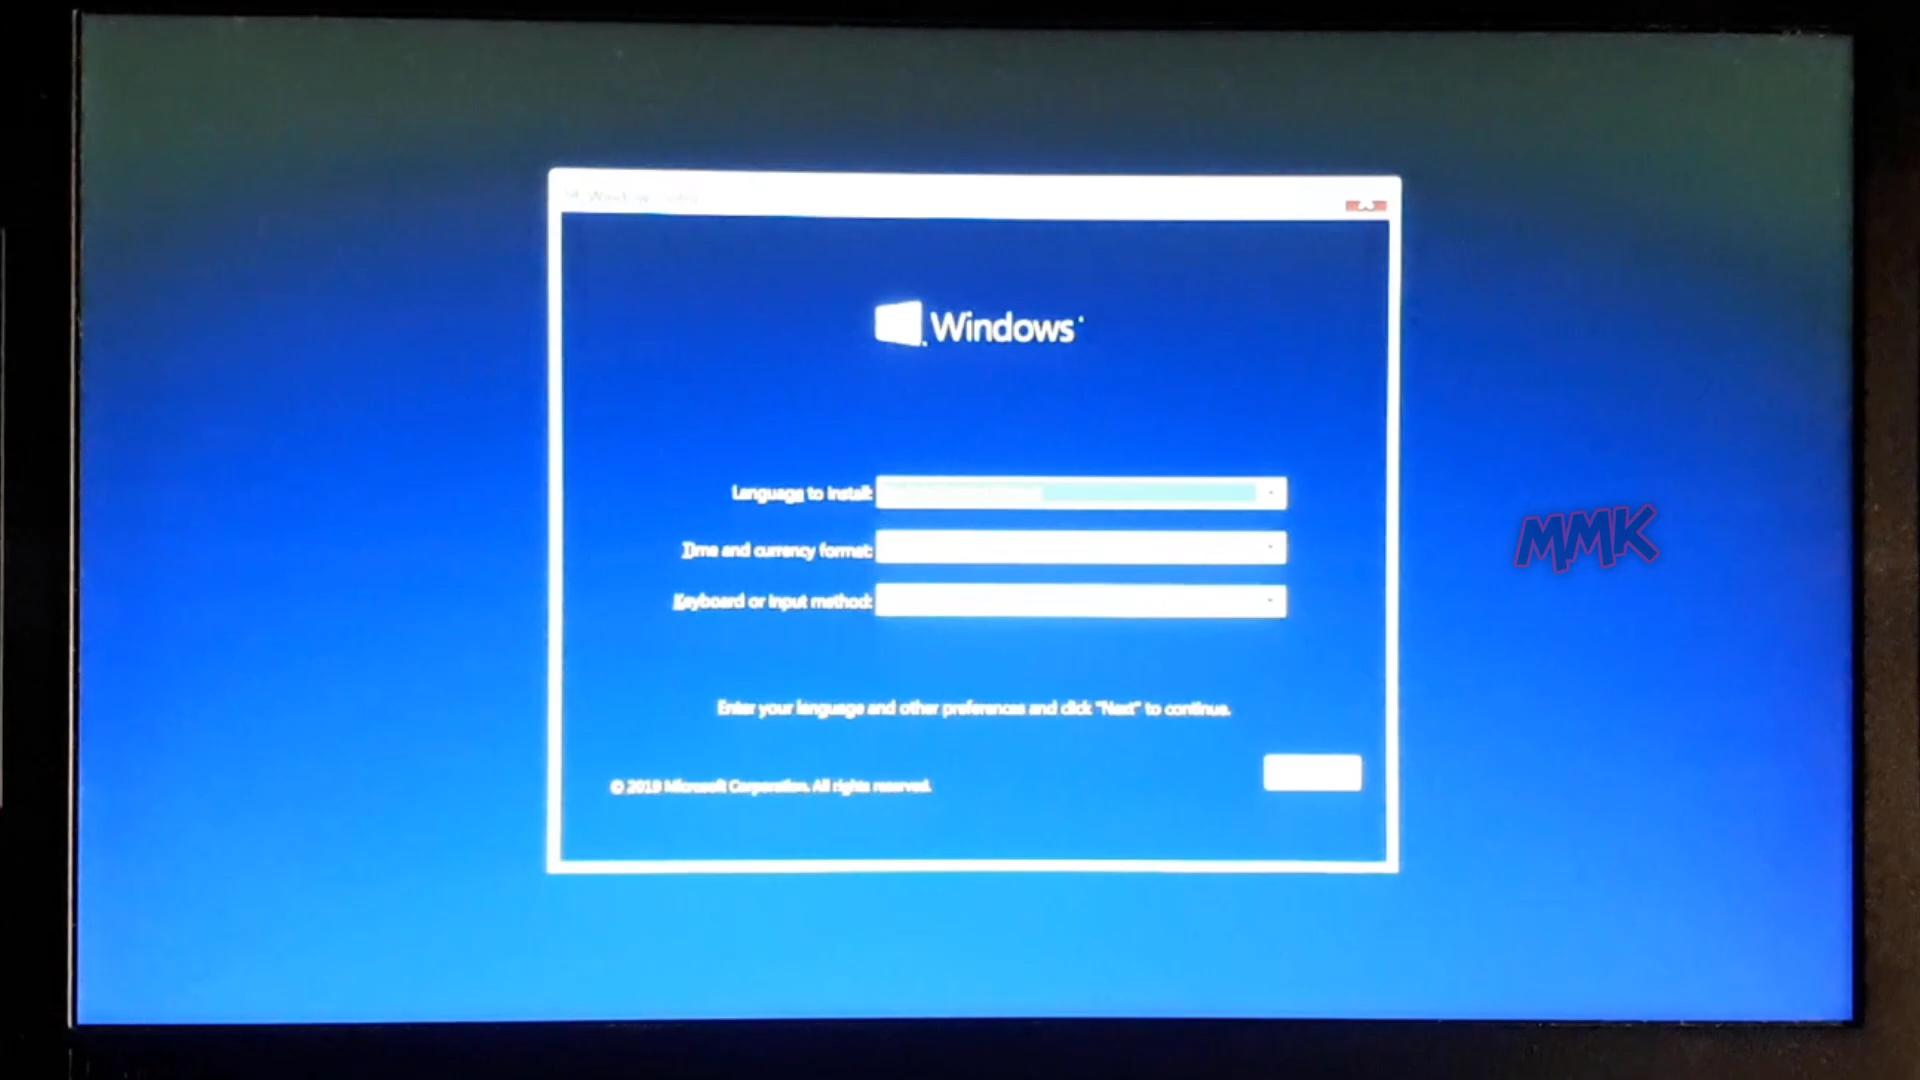 Windows
Language to install:
Time and currency format:
MMK
Keyboard or input method:
Enter your language and other preferences and click "Next" to continue.
© 2019 Microsoft Corporation. All rights reserved.